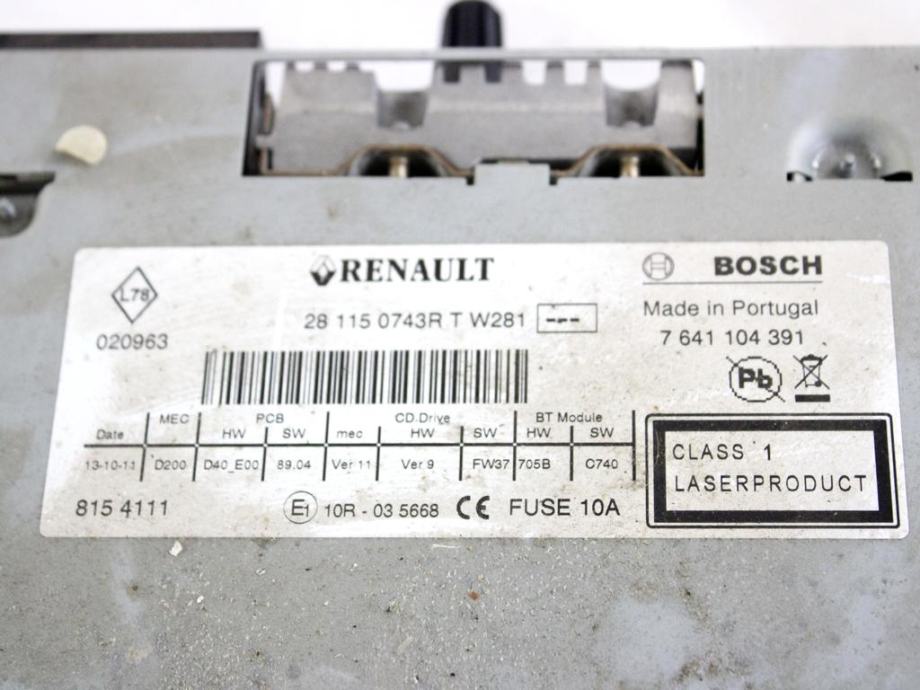 L78
RENAULT
BOSCH
020963
28 115 0743R T W281
---
Made in Portugal
7 641 104 391
Pb
MEC PCB CD.Drive BT Module
Date HW SW mec HW SW HW SW
13-10-11 D200 D40_E00 89.04 Ver 11 Ver 9 FW37 705B C740
CLASS 1
LASERPRODUCT
815 4111
E1 10R - 03 5668 CE FUSE 10A